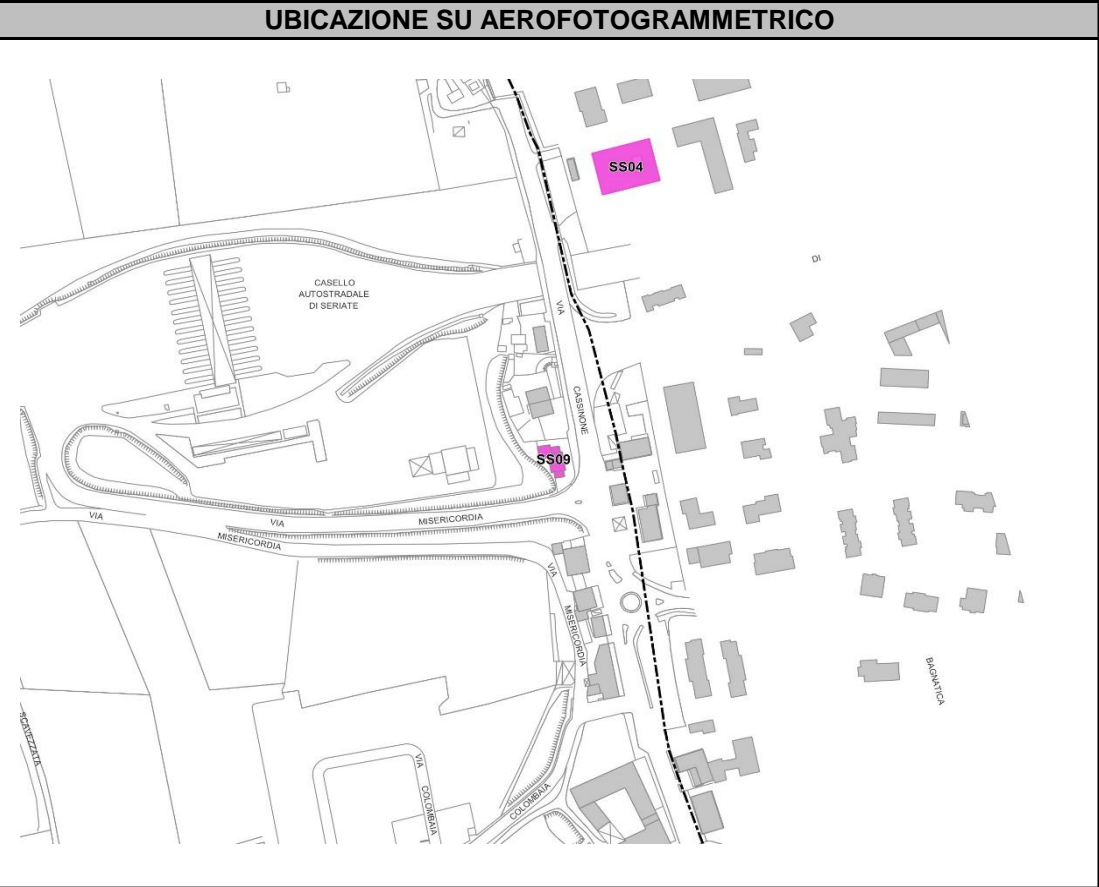 UBICAZIONE SU AEROFOTOGRAMMETRICO
SS04
DI
CASELLO
AUTOSTRADALE
DI SERIATE
VIA
CASSINONE
SS09
VIA
VIA
MISERICORDIA
MISERICORDIA
VIA
MISERICORDIA
BAGNATICA
SCAVEZZATA
VIA
COLOMBAIA
COLOMBAIA